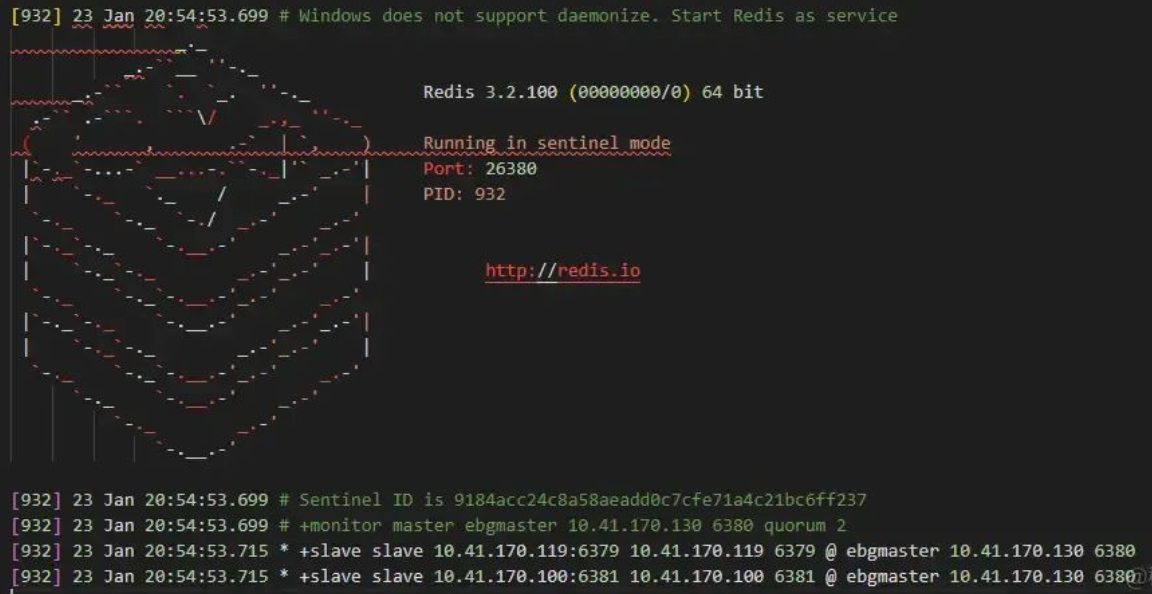 [932] 23 Jan 20:54:53.699 # Windows does not support daemonize. Start Redis as service
Redis 3.2.100 (00000000/0) 64 bit
Running in sentinel mode
Port: 26380
PID: 932
http://redis.io
[932] 23 Jan 20:54:53.699 # Sentinel ID is 9184acc24c8a58aeadd0c7cfe71a4c21bc6ff237
[932] 23 Jan 20:54:53.699 # +monitor master ebgmaster 10.41.170.130 6380 quorum 2
[932] 23 Jan 20:54:53.715 * +slave slave 10.41.170.119:6379 10.41.170.119 6379 @ ebgmaster 10.41.170.130 6380
[932] 23 Jan 20:54:53.715 * +slave slave 10.41.170.100:6381 10.41.170.100 6381 @ ebgmaster 10.41.170.130 6380